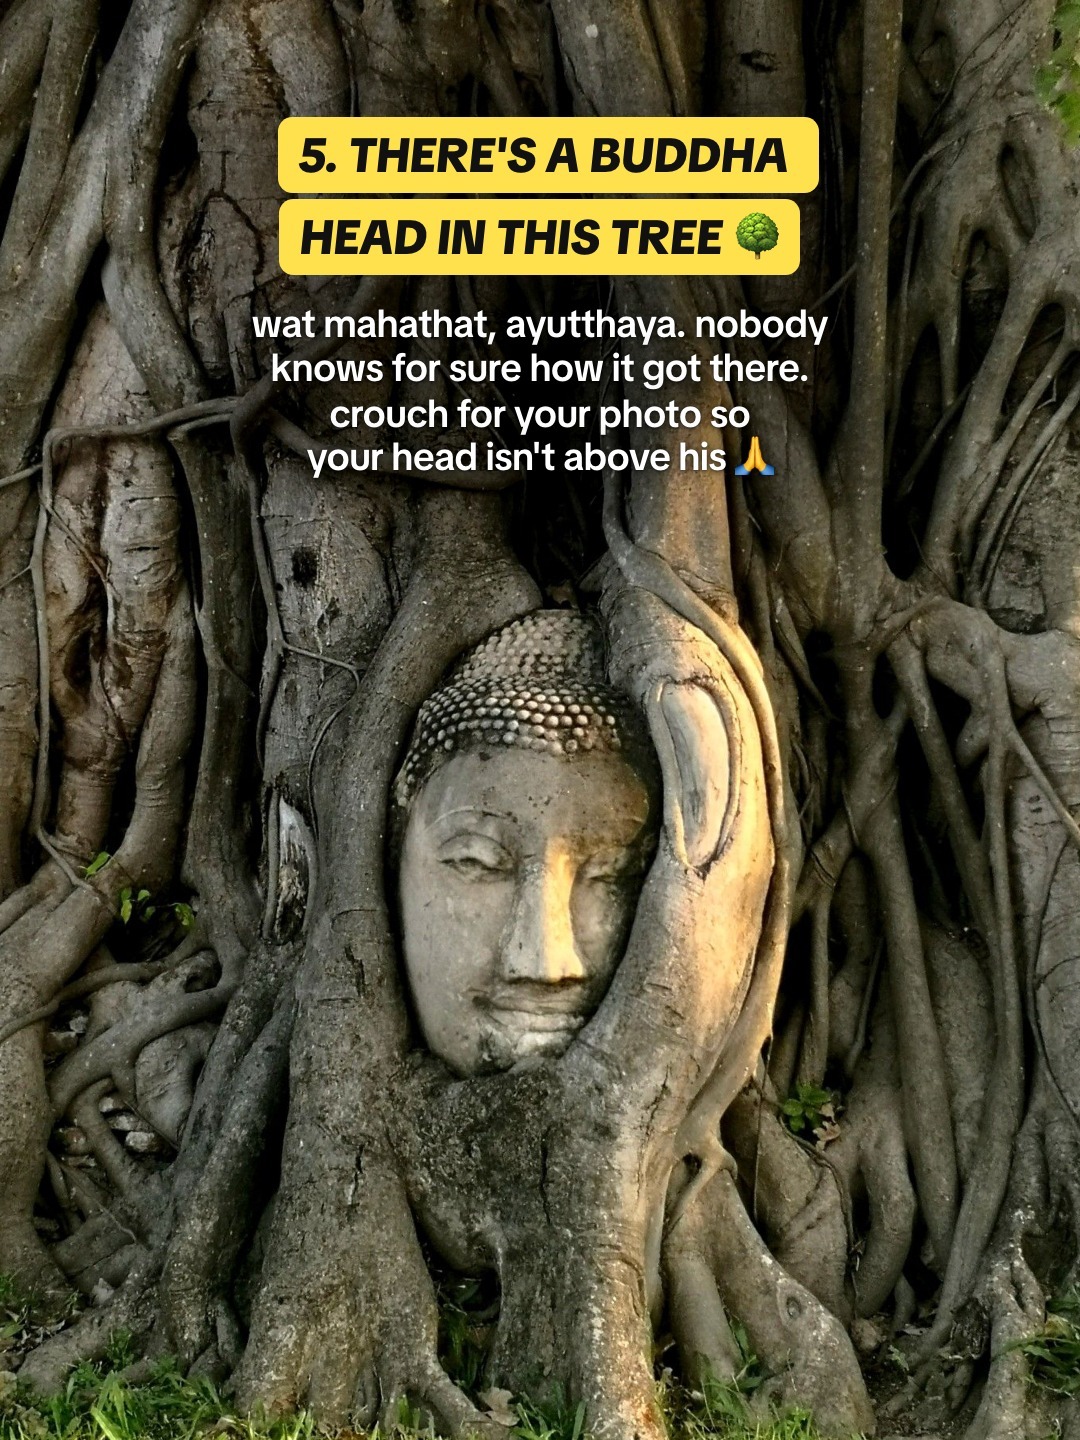 5. THERE'S A BUDDHA
HEAD IN THIS TREE 🌳
wat mahathat, ayutthaya. nobody
knows for sure how it got there.
crouch for your photo so
your head isn't above his 🙏